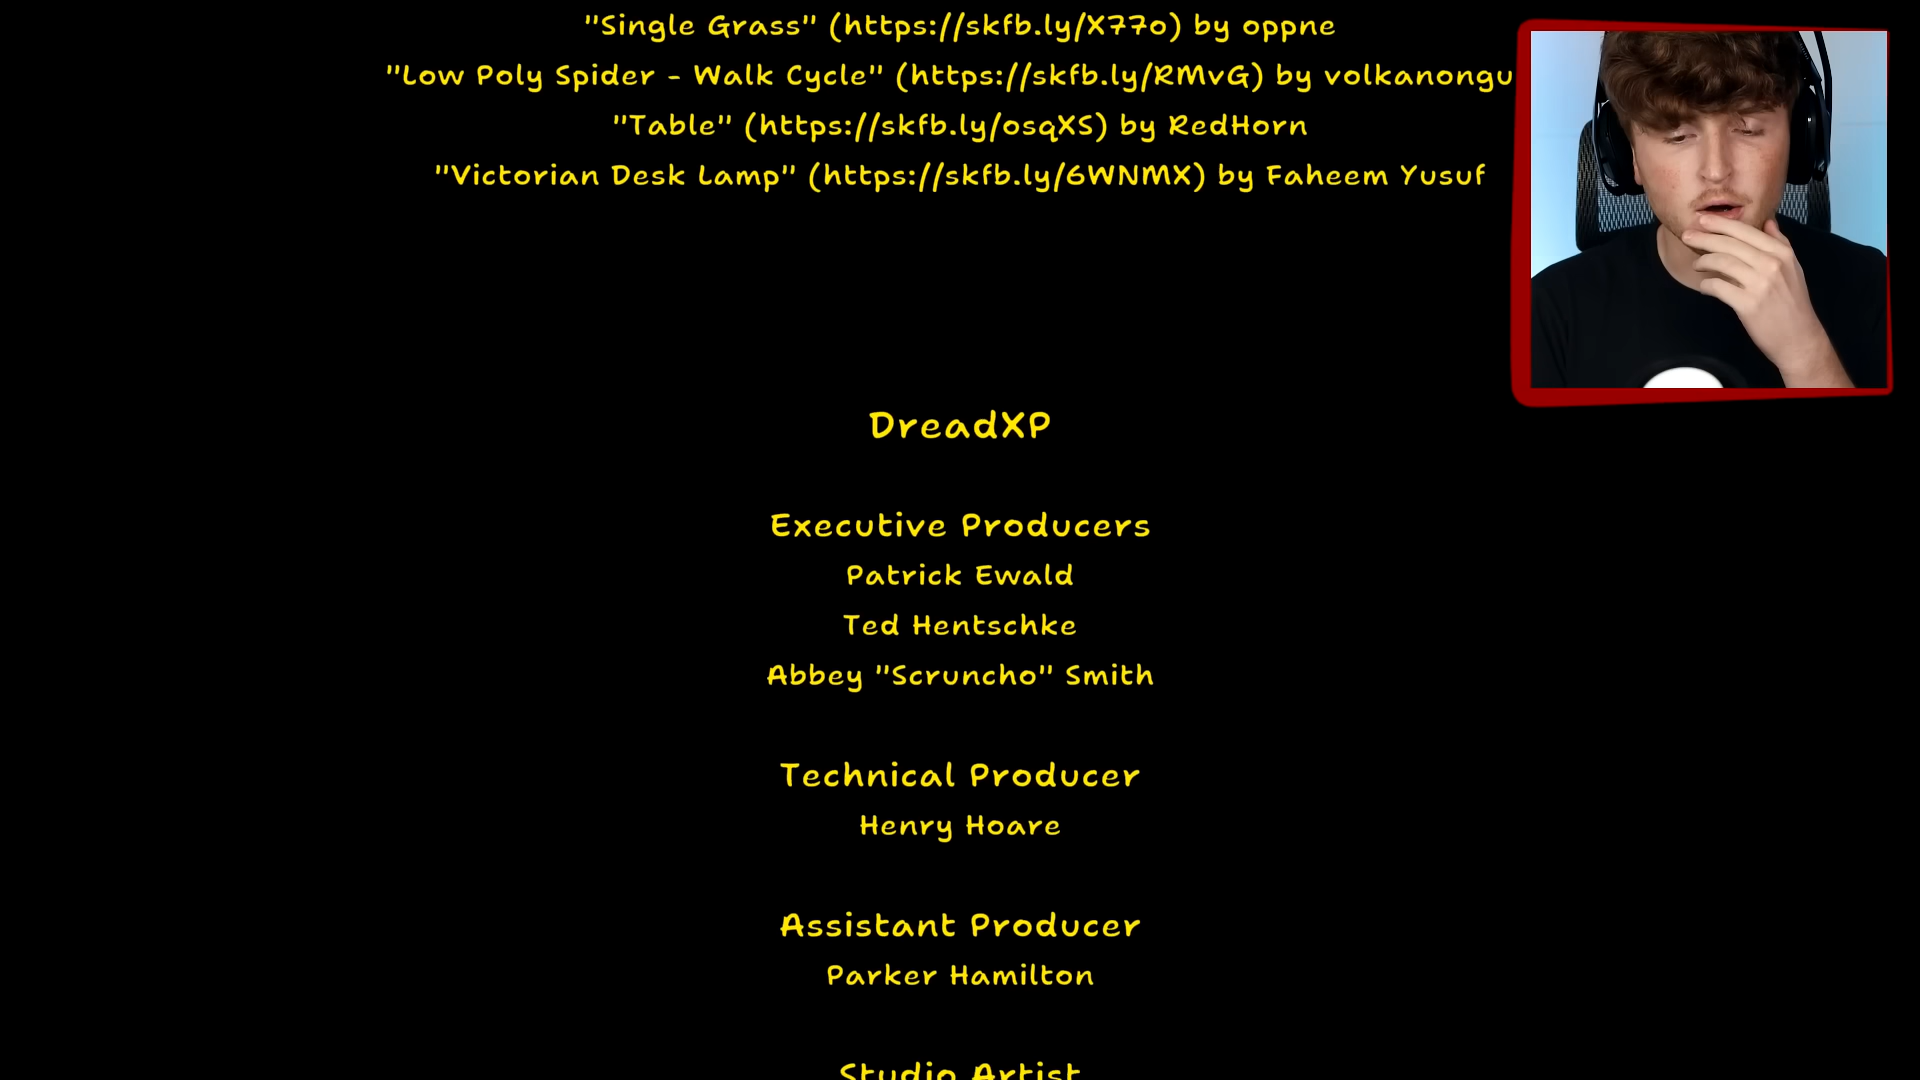 "Single Grass" (https://skfb.ly/X77o) by oppne
"Low Poly Spider - Walk Cycle" (https://skfb.ly/RMvG) by volkanongu
"Table" (https://skfb.ly/osqXS) by RedHorn
"Victorian Desk Lamp" (https://skfb.ly/6WNMX) by Faheem Yusuf
DreadXP
Executive Producers
Patrick Ewald
Ted Hentschke
Abbey "Scruncho" Smith
Technical Producer
Henry Hoare
Assistant Producer
Parker Hamilton
Studio Artist